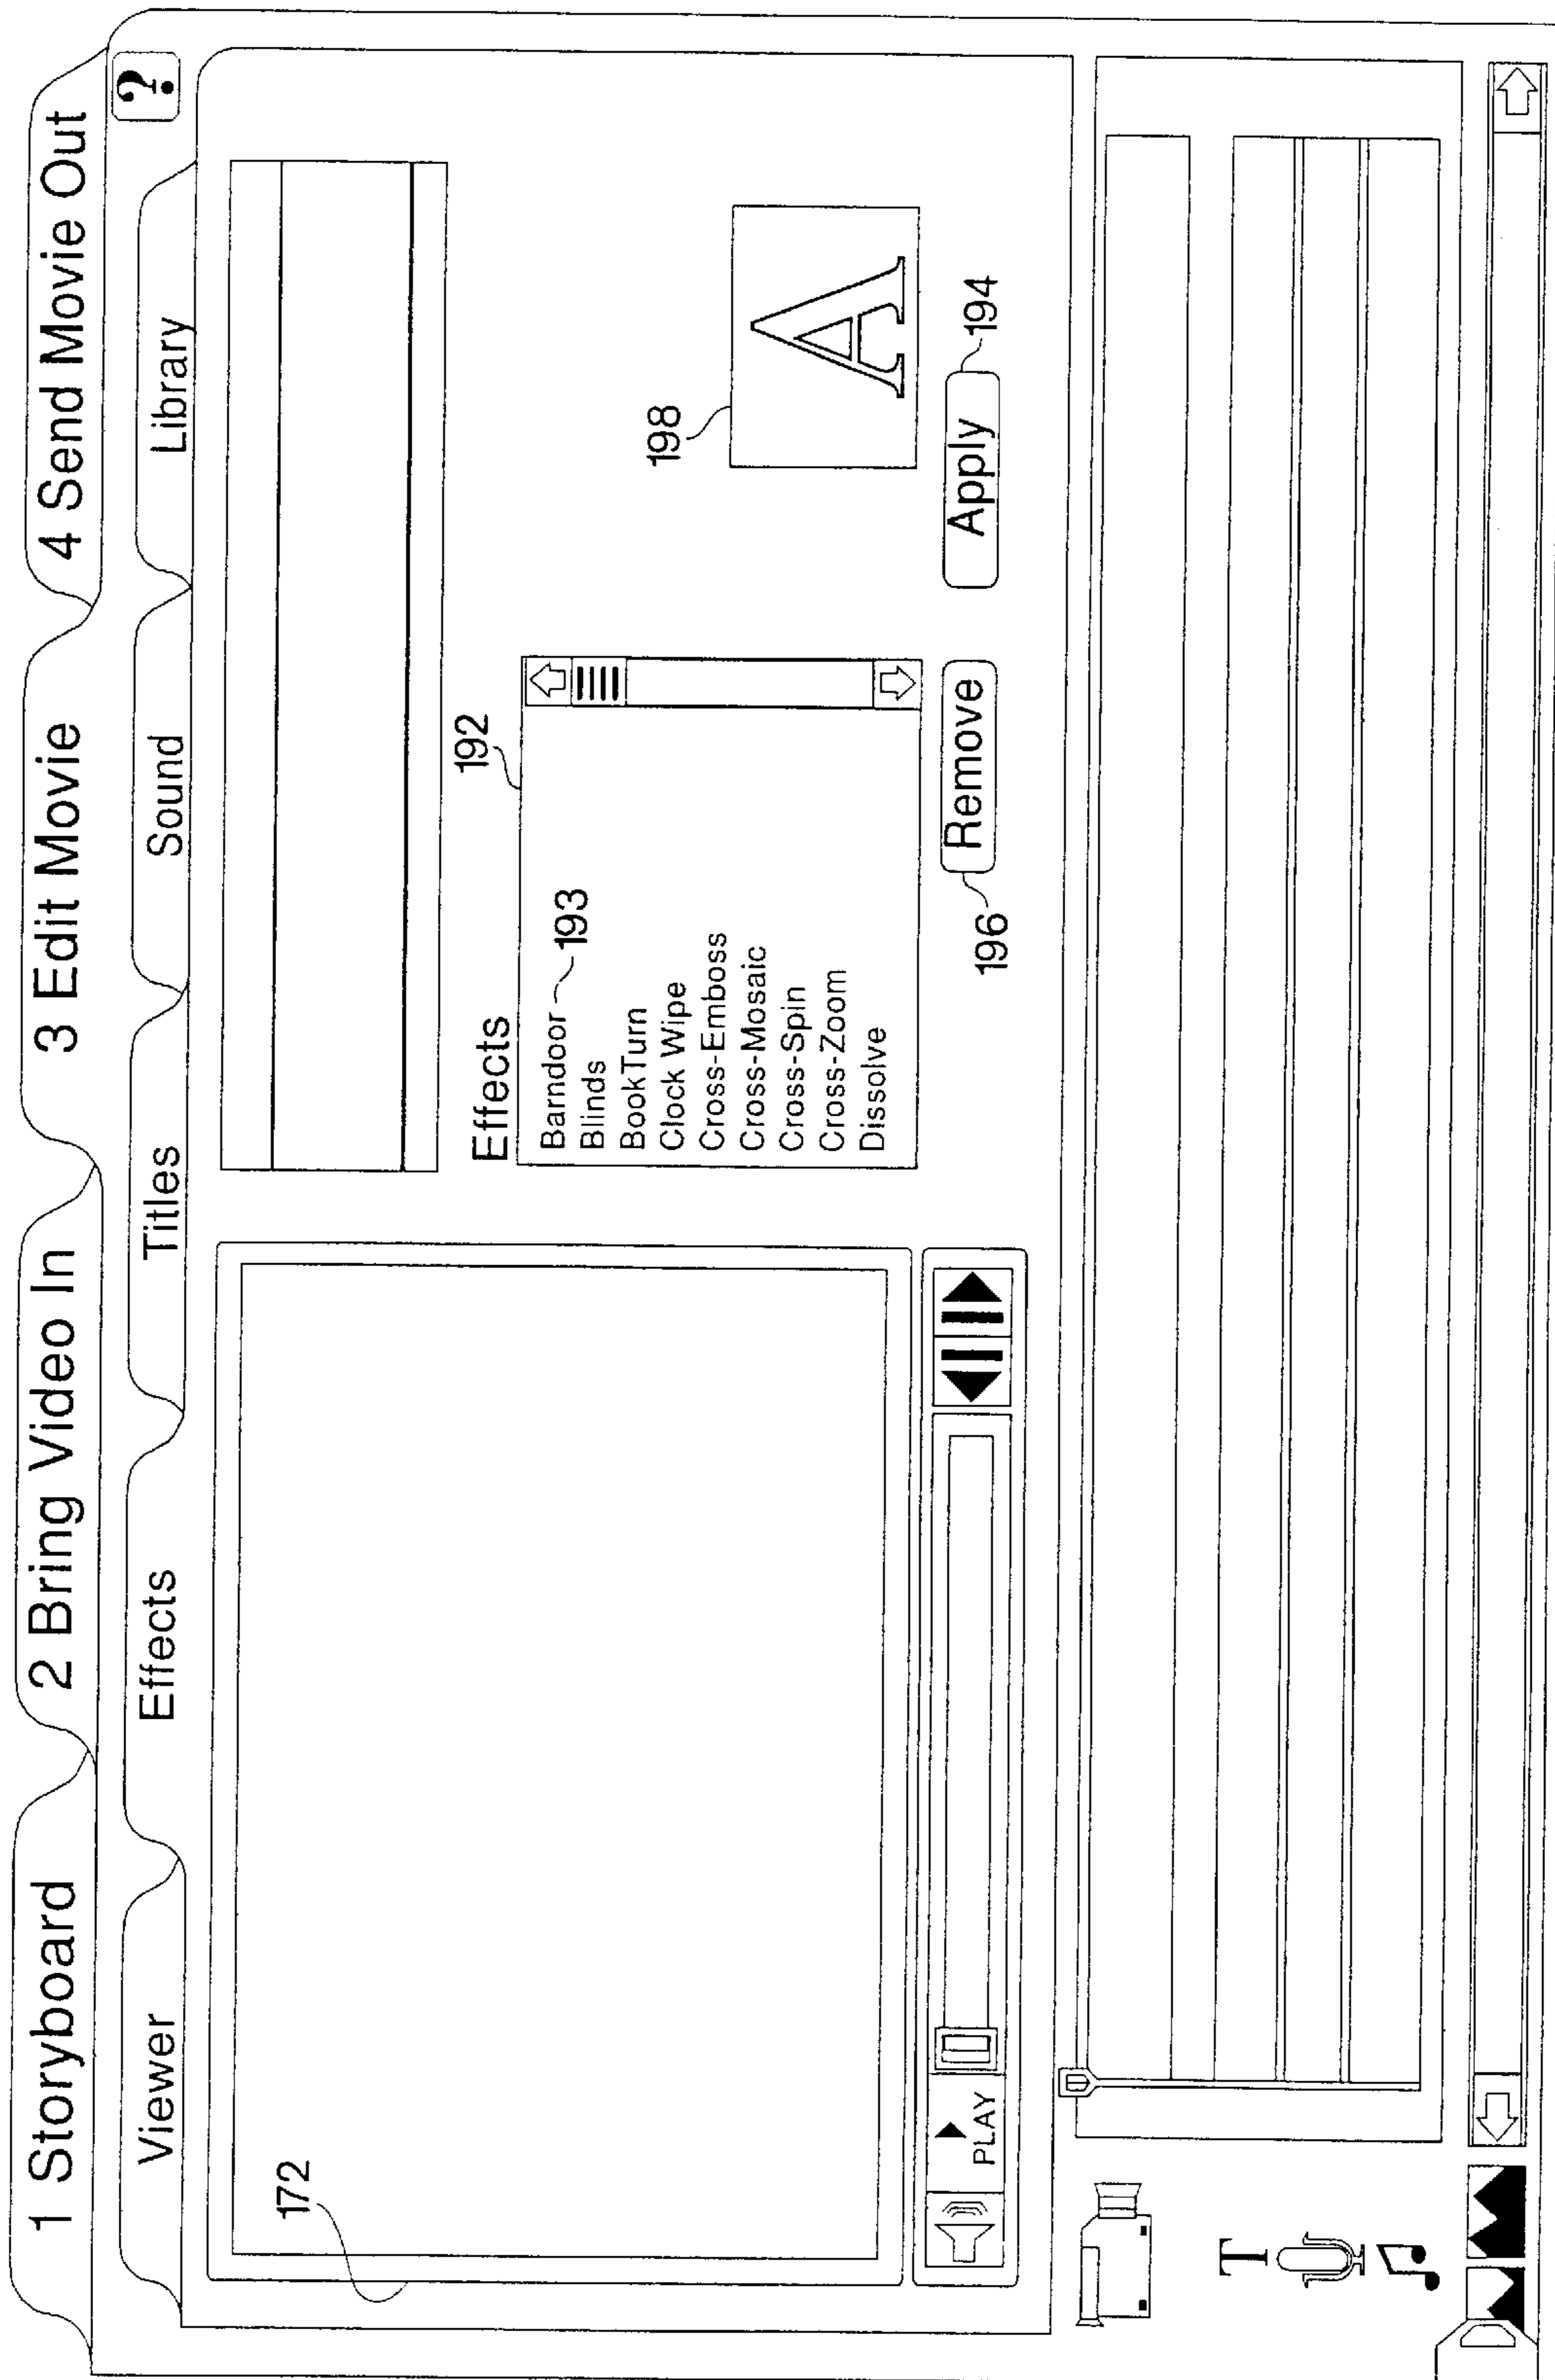 1 Storyboard
2 Bring Video In
3 Edit Movie
4 Send Movie Out
?
Viewer
Effects
Titles
Sound
Library
172
PLAY
Effects
192
Barndoor 193
Blinds
BookTurn
Clock Wipe
Cross-Emboss
Cross-Mosaic
Cross-Spin
Cross-Zoom
Dissolve
198
A
Remove
196
Apply
194
T